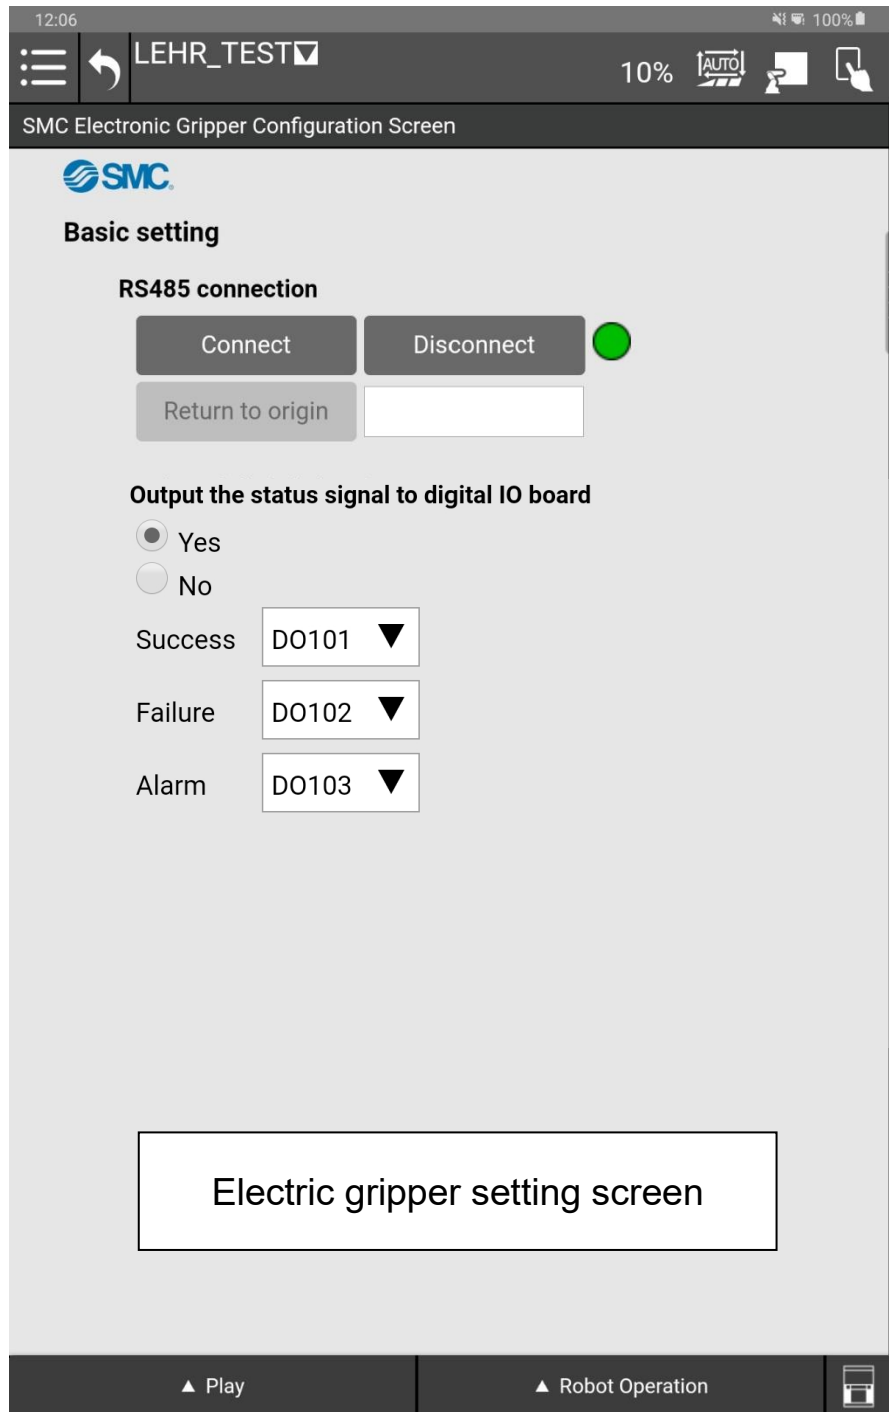 12:06 100%
LEHR_TEST
10% AUTO
SMC Electronic Gripper Configuration Screen
SMC.
Basic setting
RS485 connection
Connect Disconnect
Return to origin
Output the status signal to digital IO board
Yes
No
Success DO101 ▼
Failure DO102 ▼
Alarm DO103 ▼
Electric gripper setting screen
▲ Play ▲ Robot Operation